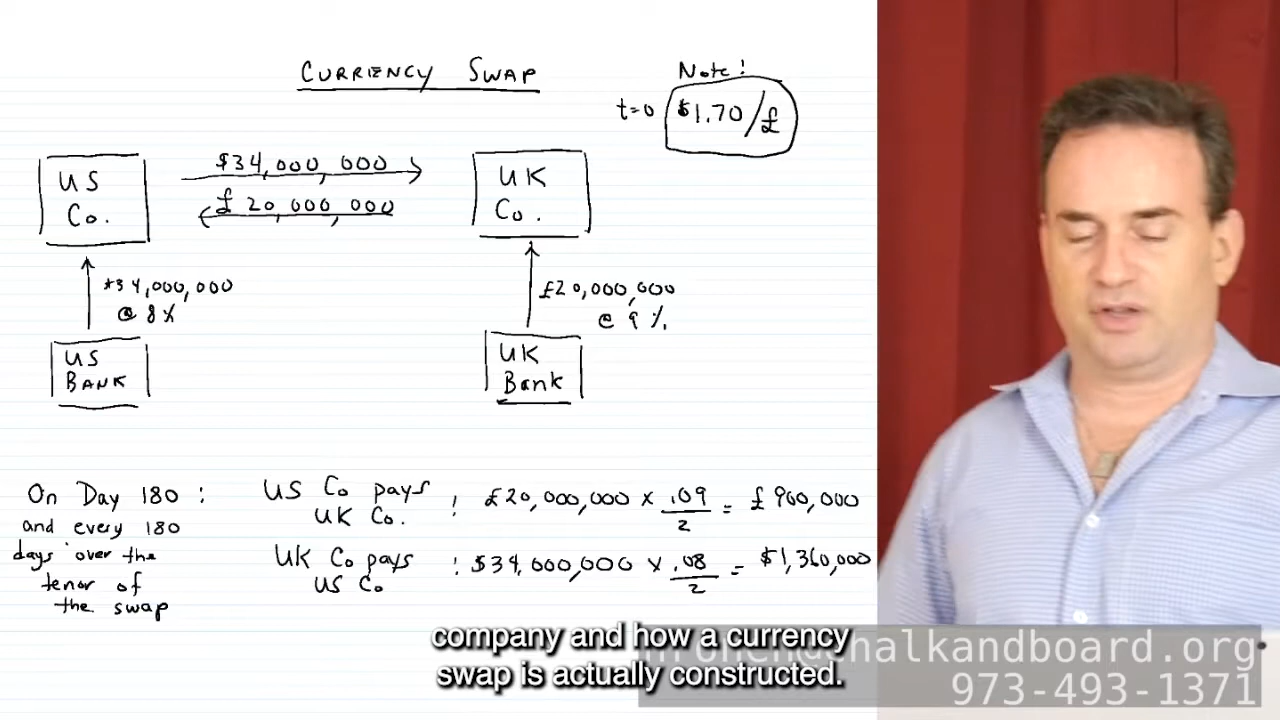 CURRENCY SWAP
Note!
t=0 $1.70/£
US
Co.
$34,000,000
£20,000,000
UK
Co.
$34,000,000
@ 8%
£20,000,000
@ 9%
US
BANK
UK
Bank
On Day 180 :
and every 180
days over the
tenor of
the swap
US Co pays
UK Co.
: £20,000,000 × .09/2 = £900,000
UK Co pays
US Co
: $34,000,000 × .08/2 = $1,360,000
company and how a currency
swap is actually constructed.
@chalkandboard.org
973-493-1371